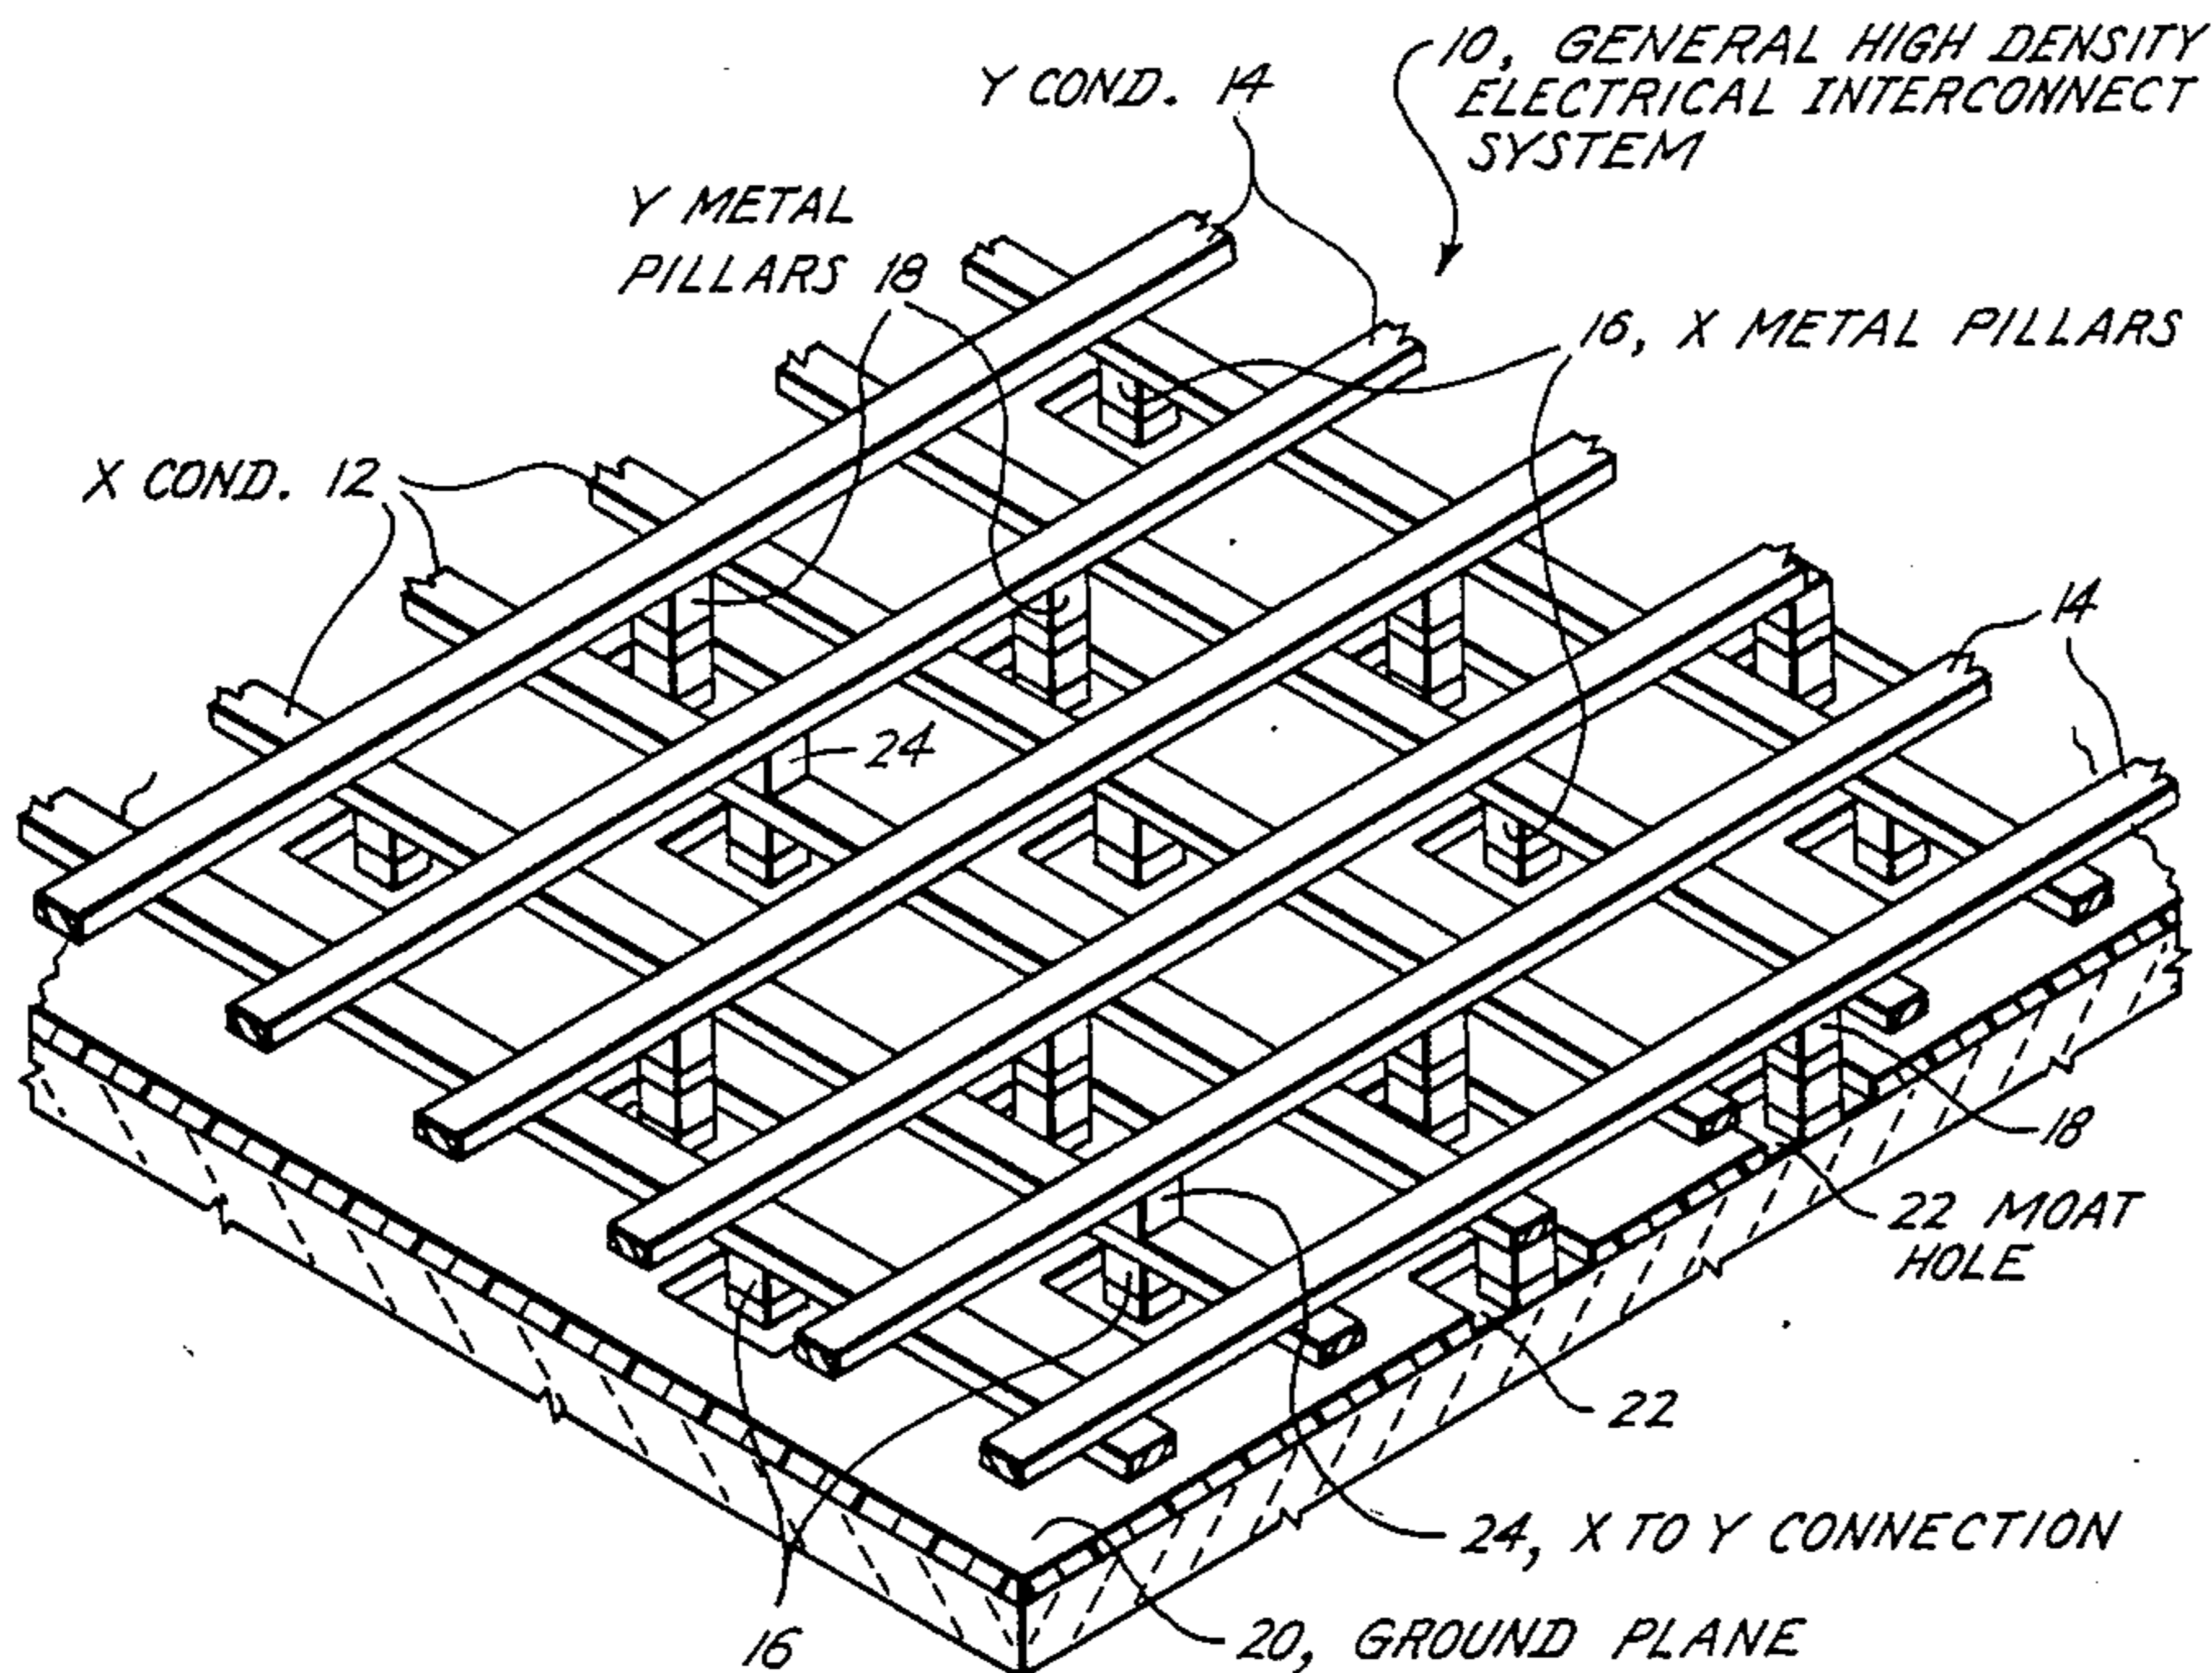 10, GENERAL HIGH DENSITY
ELECTRICAL INTERCONNECT
SYSTEM
Y COND. 14
Y METAL
PILLARS 18
16, X METAL PILLARS
X COND. 12
14
24
18
22 MOAT
HOLE
22
24, X TO Y CONNECTION
16
20, GROUND PLANE